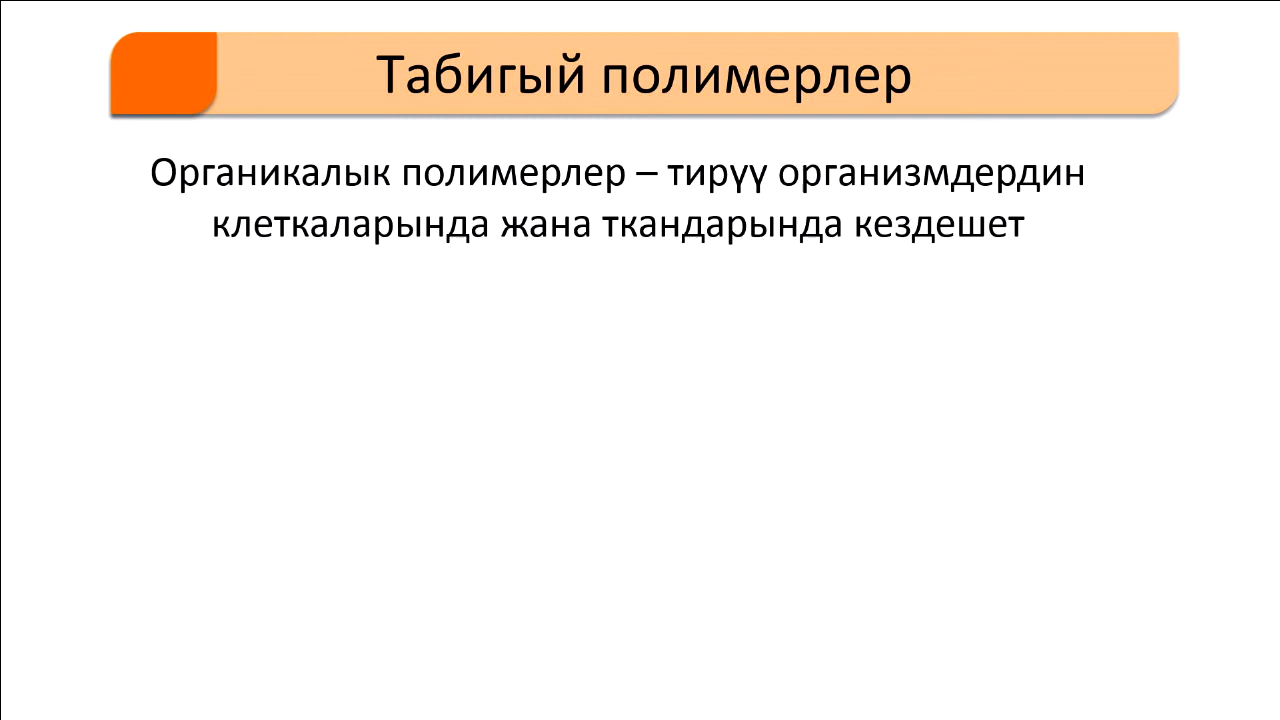 Табигый полимерлер
Органикалык полимерлер – тирүү организмдердин
клеткаларында жана ткандарында кездешет